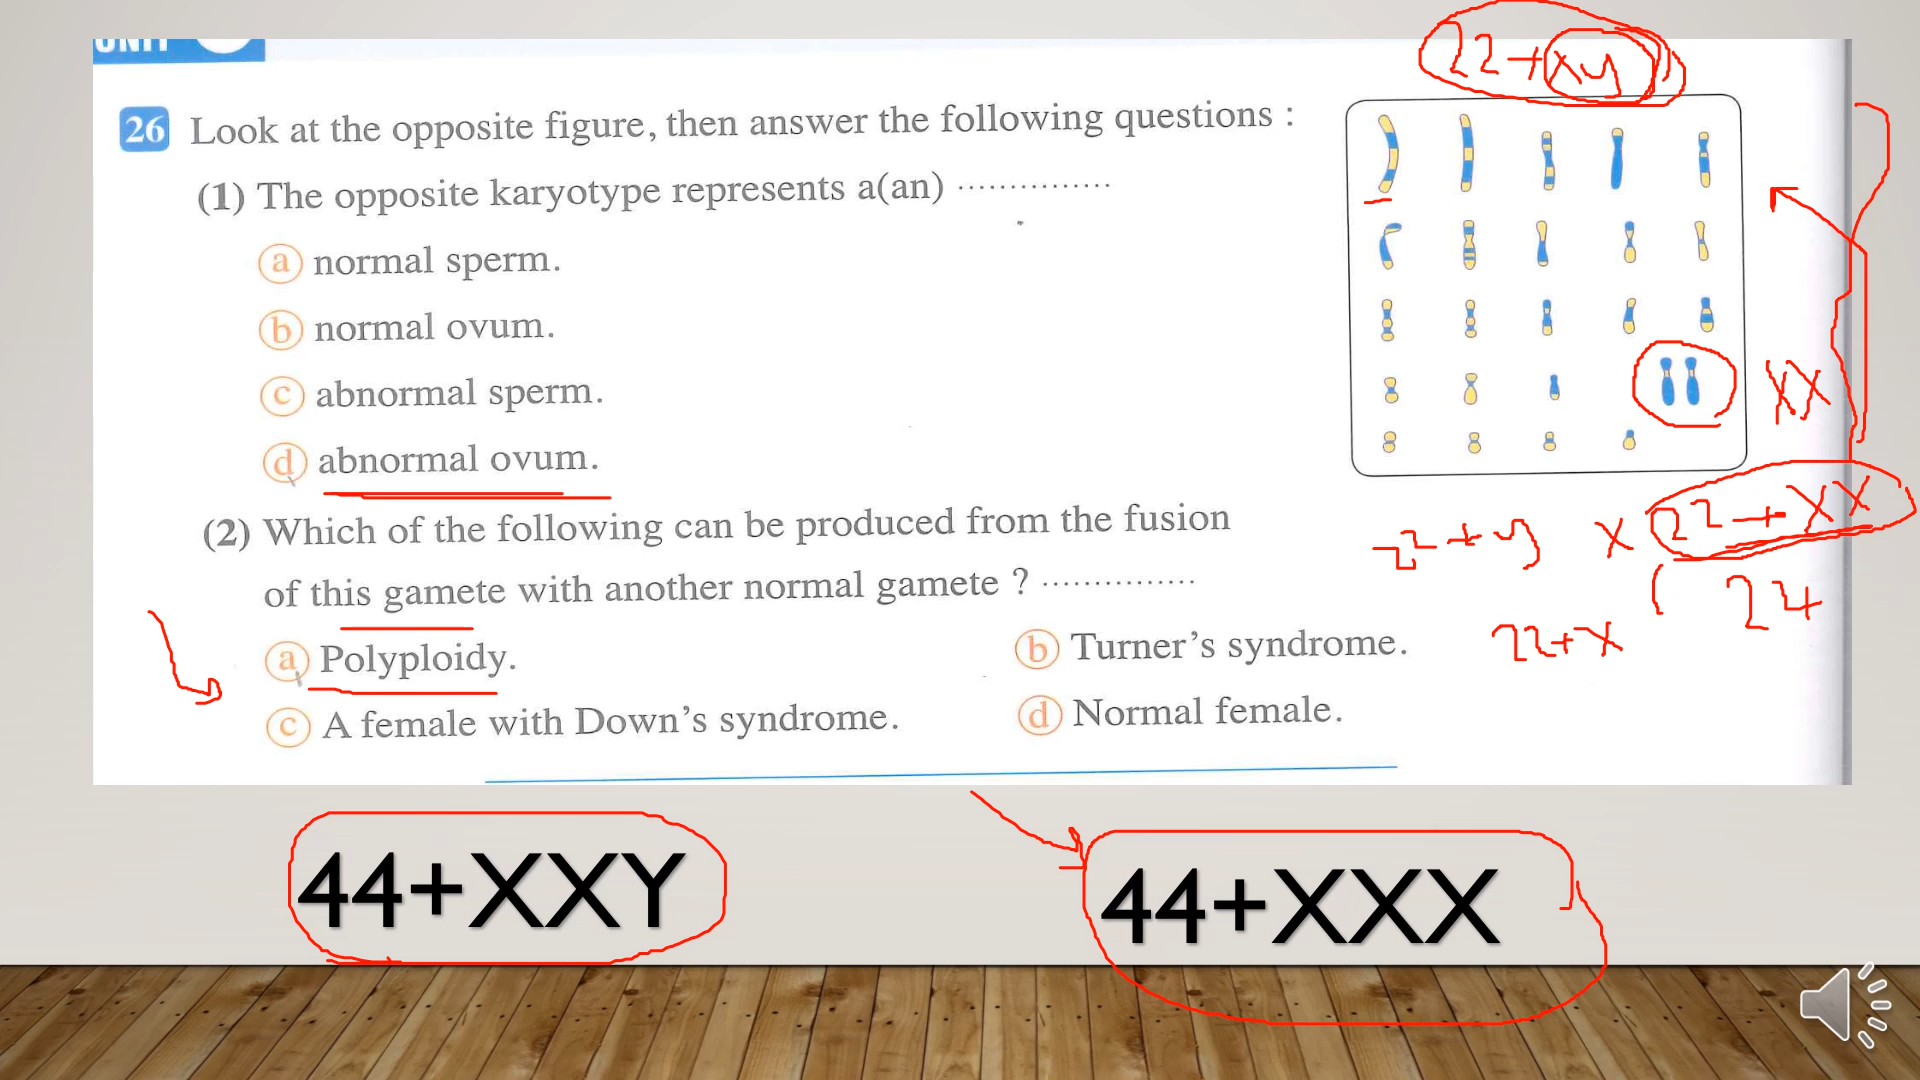 UNIT
22+xy
26 Look at the opposite figure, then answer the following questions :
(1) The opposite karyotype represents a(an) ...............
a normal sperm.
b normal ovum.
c abnormal sperm.
XX
d abnormal ovum.
(2) Which of the following can be produced from the fusion
22+y X 22+XX
of this gamete with another normal gamete ? ...............
24
22+X
a Polyploidy.
b Turner's syndrome.
c A female with Down's syndrome.
d Normal female.
44+XXY
44+XXX